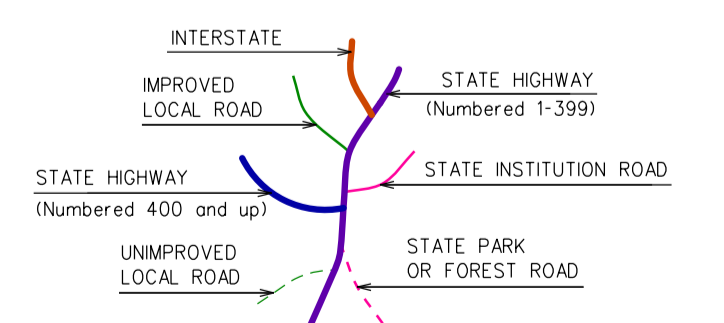 INTERSTATE
IMPROVED
LOCAL ROAD
STATE HIGHWAY
(Numbered 1-399)
STATE INSTITUTION ROAD
STATE HIGHWAY
(Numbered 400 and up)
UNIMPROVED
LOCAL ROAD
STATE PARK
OR FOREST ROAD